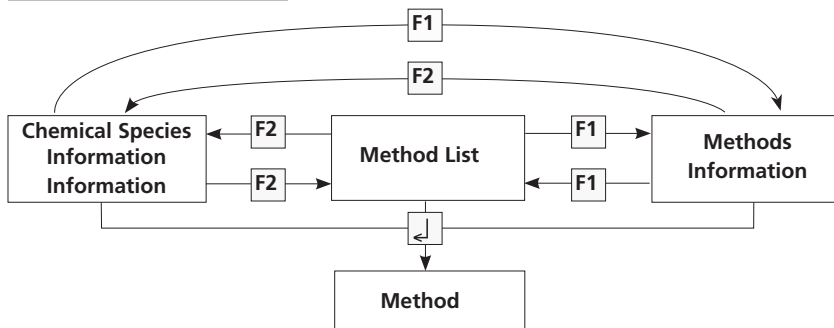 F1
F2
Chemical Species
Information
Information
F2
F2
Method List
F1
F1
Methods
Information
Method